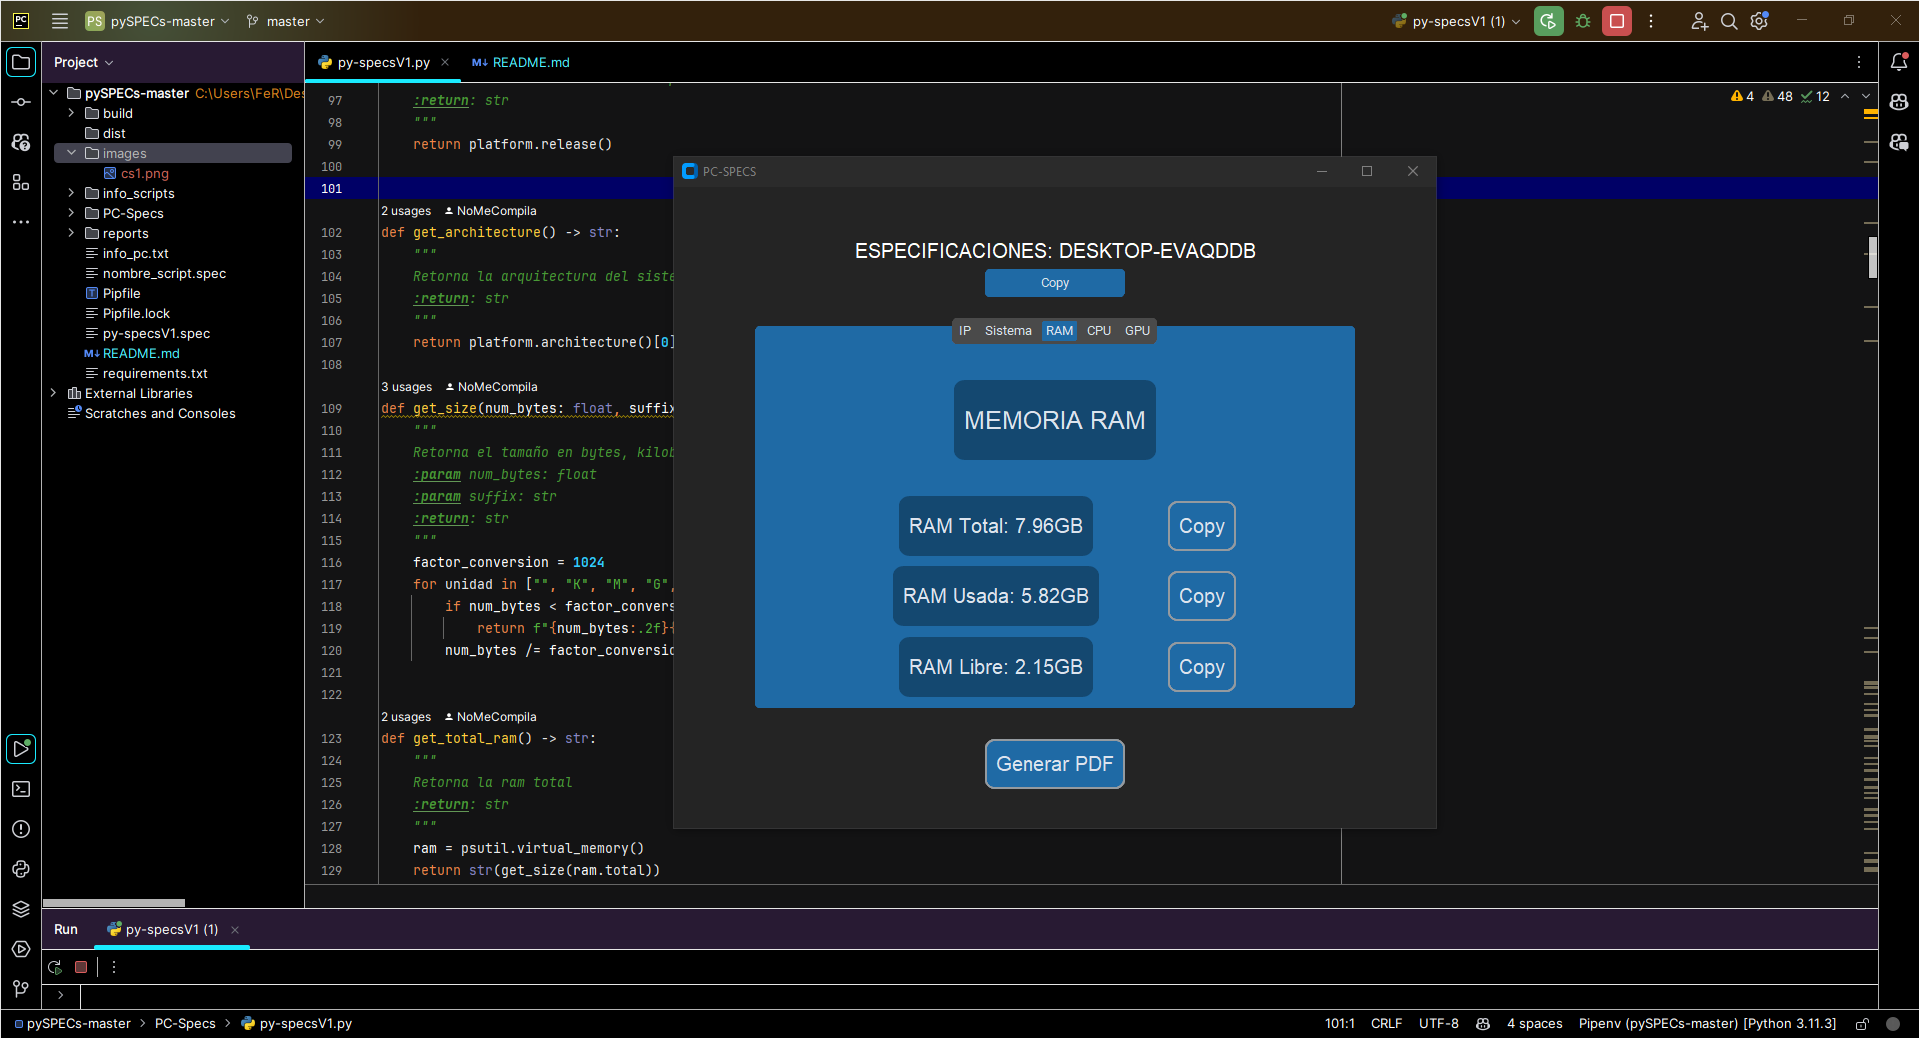 PC
PS pySPECs-master
master
py-specsV1 (1)
Project
py-specsV1.py
M↓ README.md
pySPECs-master C:\Users\FeR\Des
build
dist
images
cs1.png
info_scripts
PC-Specs
reports
info_pc.txt
nombre_script.spec
Pipfile
Pipfile.lock
py-specsV1.spec
M↓ README.md
requirements.txt
External Libraries
Scratches and Consoles
4 48 12
97 :return: str
98 """
99 return platform.release()
100
101
2 usages NoMeCompila
102 def get_architecture() -> str:
103 """
104 Retorna la arquitectura del siste
105 :return: str
106 """
107 return platform.architecture()[0]
108
3 usages NoMeCompila
109 def get_size(num_bytes: float, suffix
110 """
111 Retorna el tamaño en bytes, kilob
112 :param num_bytes: float
113 :param suffix: str
114 :return: str
115 """
116 factor_conversion = 1024
117 for unidad in ["", "K", "M", "G",
118 if num_bytes < factor_convers
119 return f"{num_bytes:.2f}{
120 num_bytes /= factor_conversio
121
122
2 usages NoMeCompila
123 def get_total_ram() -> str:
124 """
125 Retorna la ram total
126 :return: str
127 """
128 ram = psutil.virtual_memory()
129 return str(get_size(ram.total))
PC-SPECS
ESPECIFICACIONES: DESKTOP-EVAQDDB
Copy
IP Sistema RAM CPU GPU
MEMORIA RAM
RAM Total: 7.96GB Copy
RAM Usada: 5.82GB Copy
RAM Libre: 2.15GB Copy
Generar PDF
Run py-specsV1 (1)
pySPECs-master > PC-Specs > py-specsV1.py
101:1 CRLF UTF-8 4 spaces Pipenv (pySPECs-master) [Python 3.11.3]